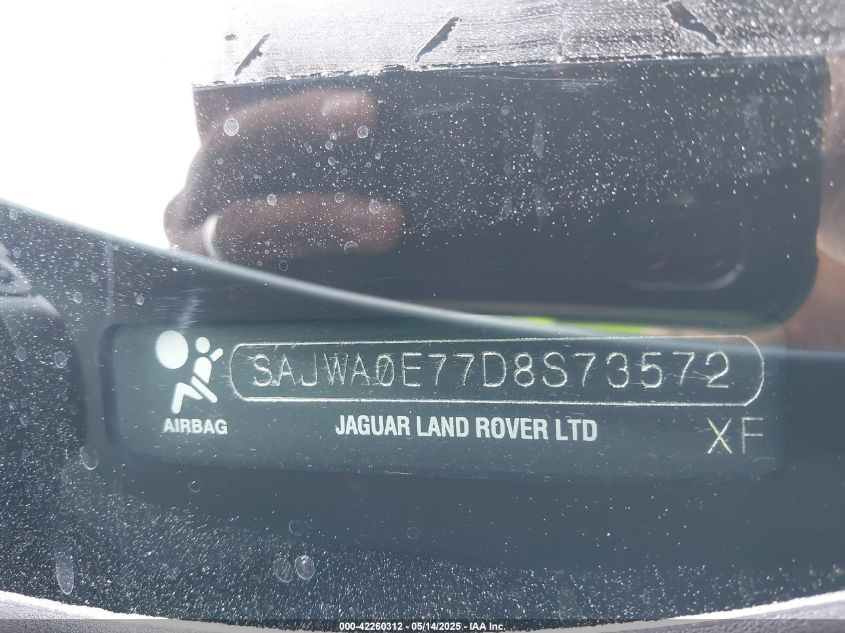 SAJWA0E77D8S73572
AIRBAG
JAGUAR LAND ROVER LTD
XF
000-42260312 - 05/14/2025 - IAA Inc.